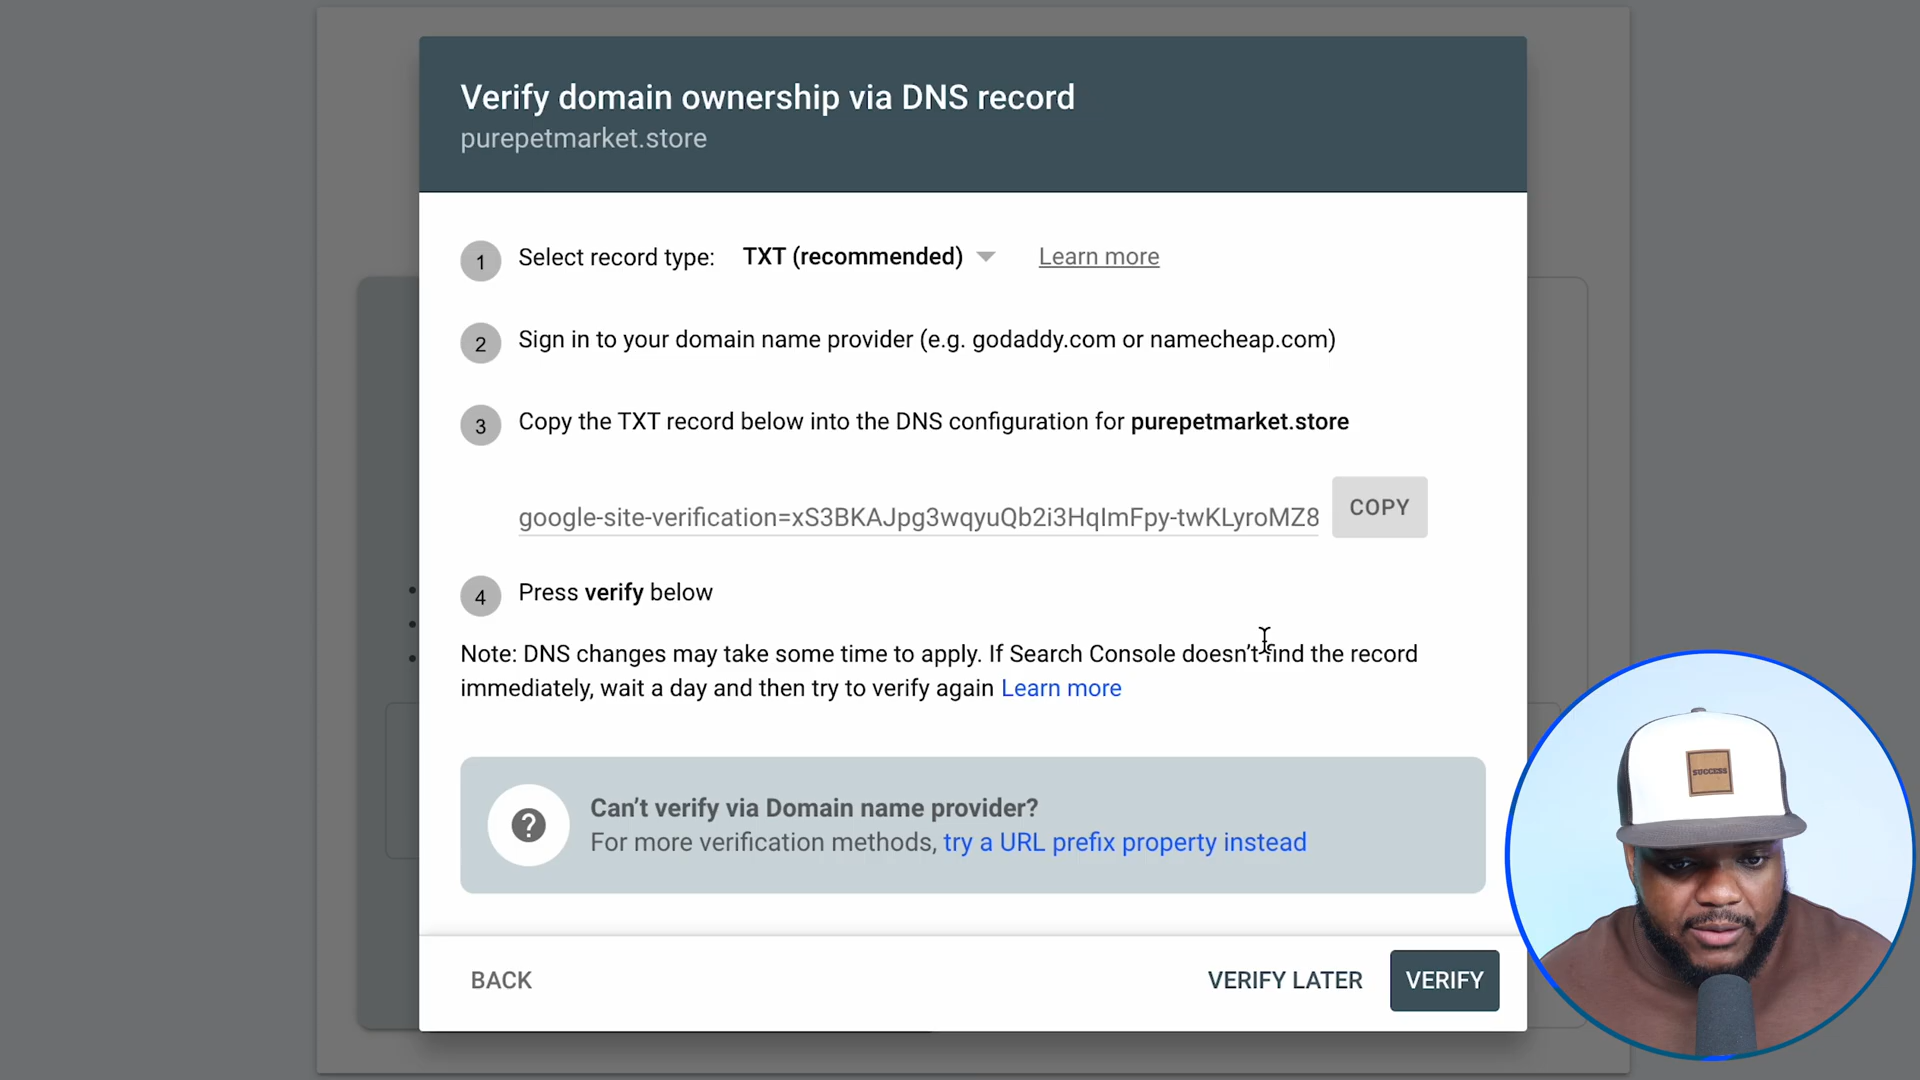 Verify domain ownership via DNS record
purepetmarket.store
1 Select record type: TXT (recommended) Learn more
2 Sign in to your domain name provider (e.g. godaddy.com or namecheap.com)
3 Copy the TXT record below into the DNS configuration for purepetmarket.store
google-site-verification=xS3BKAJpg3wqyuQb2i3HqImFpy-twKLyroMZ8 COPY
4 Press verify below
Note: DNS changes may take some time to apply. If Search Console doesn't find the record
immediately, wait a day and then try to verify again Learn more
?
Can't verify via Domain name provider?
For more verification methods, try a URL prefix property instead
SUCCESS
BACK VERIFY LATER VERIFY